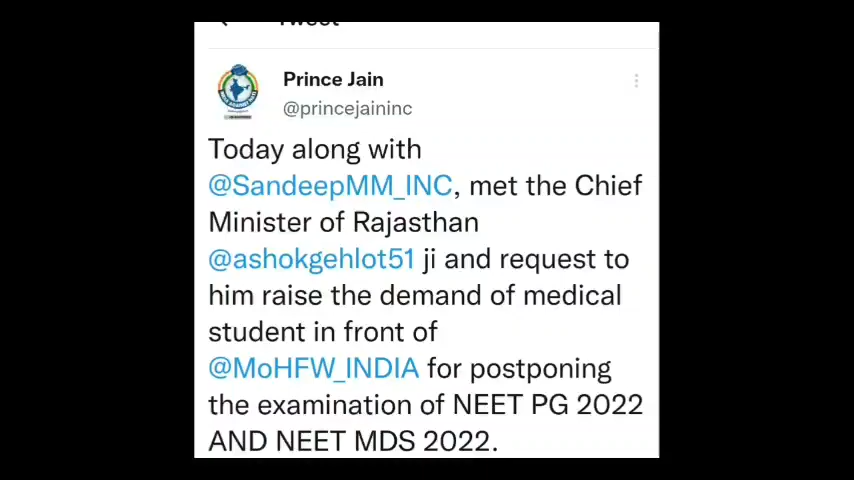 Tweet
Prince Jain
@princejaininc
Today along with
@SandeepMM_INC, met the Chief
Minister of Rajasthan
@ashokgehlot51 ji and request to
him raise the demand of medical
student in front of
@MoHFW_INDIA for postponing
the examination of NEET PG 2022
AND NEET MDS 2022.